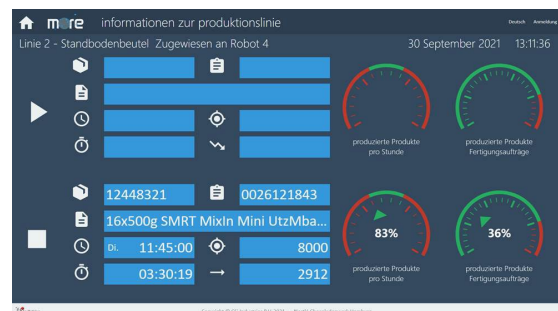 more informationen zur produktionslinie Deutsch Anmeldung
Linie 2 - Standbodenbeutel Zugewiesen an Robot 4 30 September 2021 13:11:36
produzierte Produkte pro Stunde
produzierte Produkte Fertigungsaufträge
12448321 0026121843
16x500g SMRT MixIn Mini UtzMba...
Di. 11:45:00 8000
03:30:19 → 2912
83%
36%
produzierte Produkte pro Stunde
produzierte Produkte Fertigungsaufträge